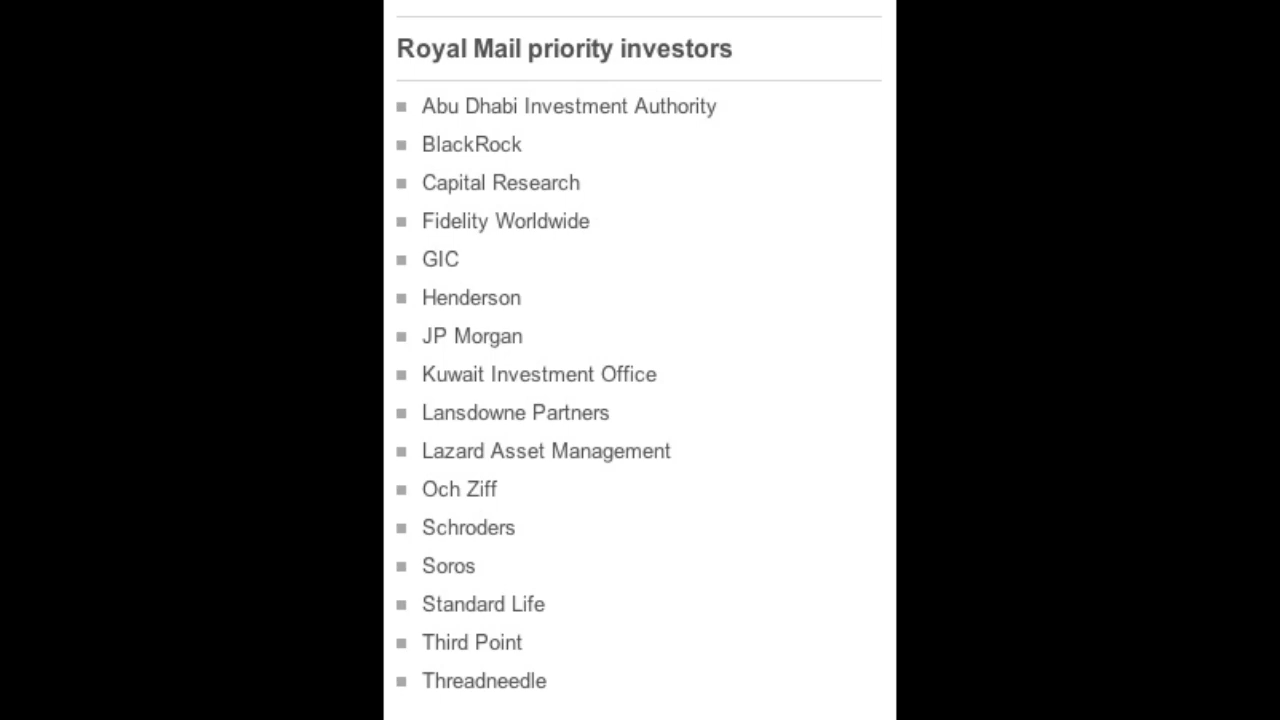 Royal Mail priority investors
Abu Dhabi Investment Authority
BlackRock
Capital Research
Fidelity Worldwide
GIC
Henderson
JP Morgan
Kuwait Investment Office
Lansdowne Partners
Lazard Asset Management
Och Ziff
Schroders
Soros
Standard Life
Third Point
Threadneedle